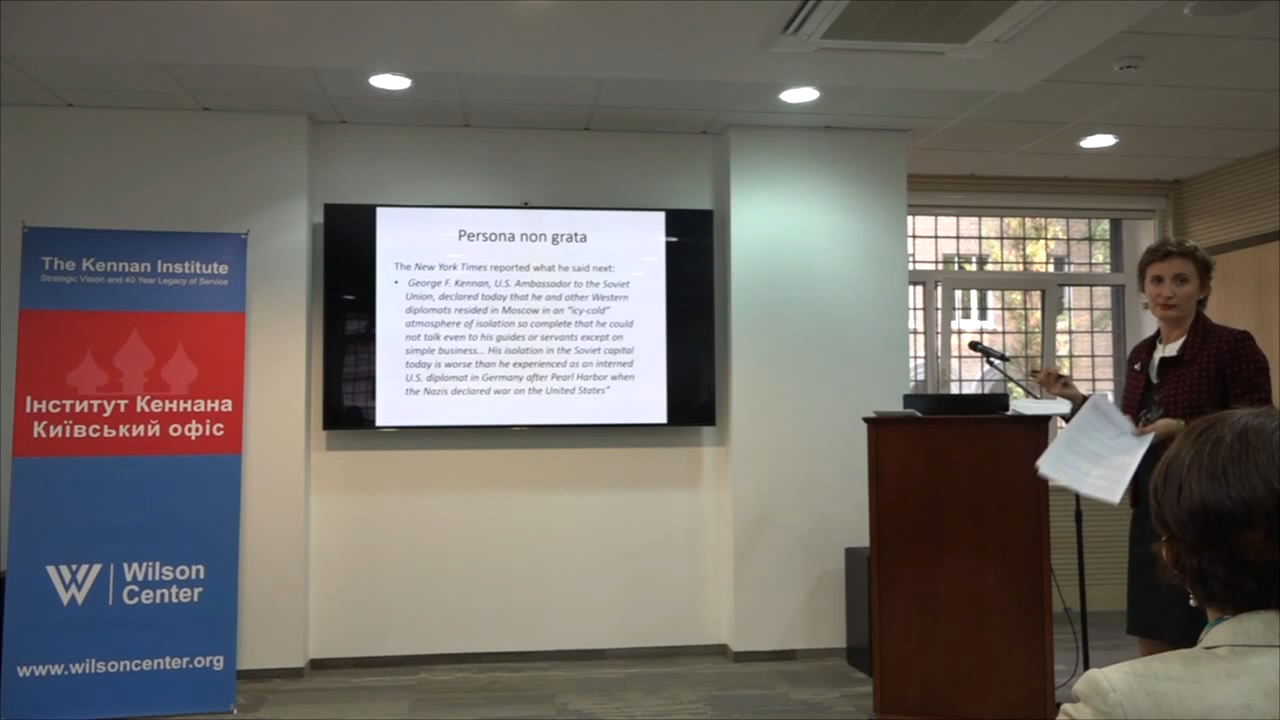 The Kennan Institute
Strategic Vision and 40 Year Legacy of Service
Інститут Кеннана
Київський офіс
Wilson
Center
www.wilsoncenter.org
Persona non grata
The New York Times reported what he said next:
• George F. Kennan, U.S. Ambassador to the Soviet
Union, declared today that he and other Western
diplomats resided in Moscow in an “icy-cold”
atmosphere of isolation so complete that he could
not talk even to his guides or servants except on
simple business... His isolation in the Soviet capital
today is worse than he experienced as an interned
U.S. diplomat in Germany after Pearl Harbor when
the Nazis declared war on the United States”